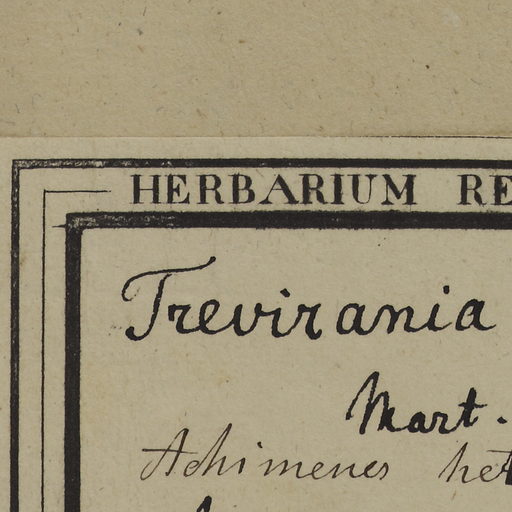 HERBARIUM RE
Trevirania
Mart.
Achimenes het